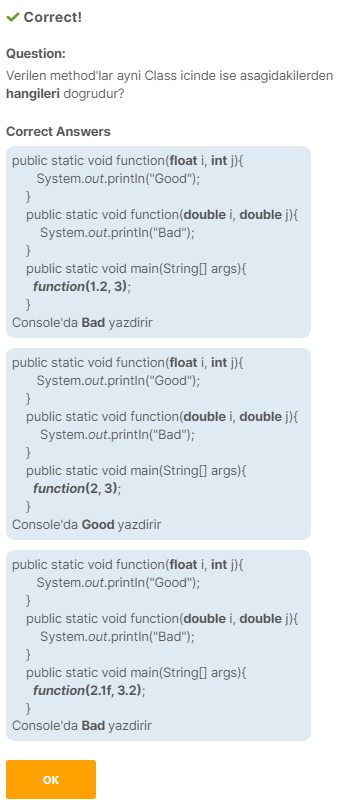 ✔ Correct!
Question:
Verilen method'lar ayni Class icinde ise asagidakilerden
hangileri dogrudur?
Correct Answers
public static void function(float i, int j){
System.out.println("Good");
}
public static void function(double i, double j){
System.out.println("Bad");
}
public static void main(String[] args){
function(1.2, 3);
}
Console'da Bad yazdirir
public static void function(float i, int j){
System.out.println("Good");
}
public static void function(double i, double j){
System.out.println("Bad");
}
public static void main(String[] args){
function(2, 3);
}
Console'da Good yazdirir
public static void function(float i, int j){
System.out.println("Good");
}
public static void function(double i, double j){
System.out.println("Bad");
}
public static void main(String[] args){
function(2.1f, 3.2);
}
Console'da Bad yazdirir
OK